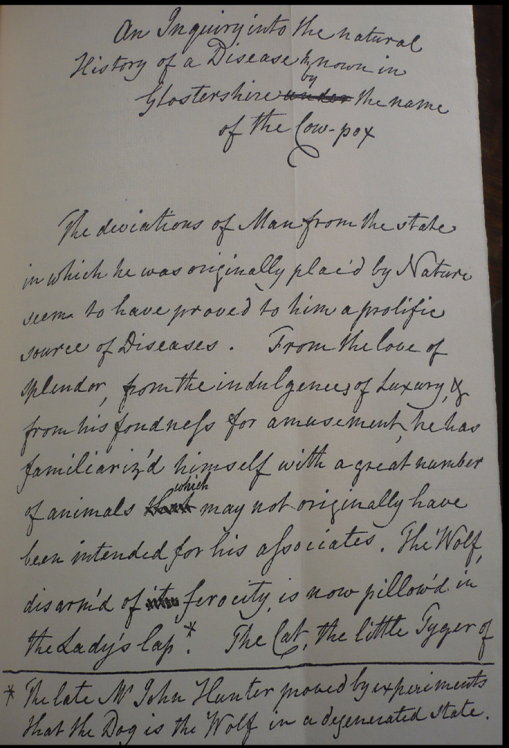 An Inquiry into the natural
History of a Disease known in
by
Glostershire under the name
of the Cow-pox
The deviations of Man from the state
in which he was originally plac'd by Nature
seem to have proved to him a prolific
source of Diseases. From the love of
splendor, from the indulgences of Luxury, &
from his fondneſs for amusement, he has
familiariz'd himself with a great number
which
of animals that may not originally have
been intended for his aſsociates. The Wolf,
disarm'd of its ferocity, is now pillow'd in
the Lady's lap*. The Cat, the little Tyger of
* The late Mr John Hunter proved by experiments
that the Dog is the Wolf in a degenerated state.